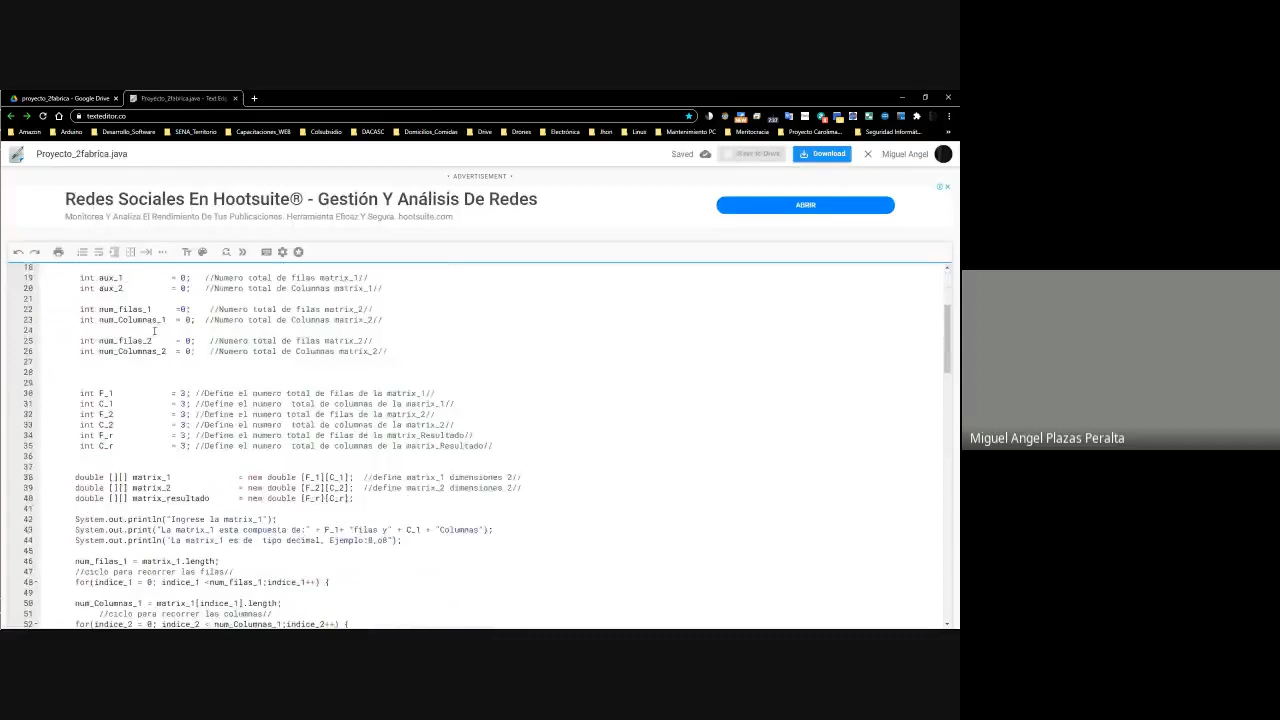 proyecto_2fabrica - Google Drive
Proyecto_2fabrica.java - Text Edi
texteditor.co
Amazon Arduino Desarrollo_Software SENA_Territorio Capacitaciones_WEB Colsubsidio DACASC Domicilios_Comidas Drive Drones Electrónica Jhon Linux Mantenimiento PC Meritocracia Proyecto Carolina... Seguridad Informát...
Proyecto_2fabrica.java
Saved
Save to Drive
Download
Miguel Angel
• ADVERTISEMENT •
Redes Sociales En Hootsuite® - Gestión Y Análisis De Redes
Monitorea Y Analiza El Rendimiento De Tus Publicaciones. Herramienta Eficaz Y Segura. hootsuite.com
ABRIR
18
19 int aux_1 = 0; //Numero total de filas matrix_1//
20 int aux_2 = 0; //Numero total de Columnas matrix_1//
21
22 int num_filas_1 =0; //Numero total de filas matrix_2//
23 int num_Columnas_1 = 0; //Numero total de Columnas matrix_2//
24
25 int num_filas_2 = 0; //Numero total de filas matrix_2//
26 int num_Columnas_2 = 0; //Numero total de Columnas matrix_2//
27
28
29
30 int F_1 = 3; //Define el numero total de filas de la matrix_1//
31 int C_1 = 3; //Define el numero total de columnas de la matrix_1//
32 int F_2 = 3; //Define el numero total de filas de la matrix_2//
33 int C_2 = 3; //Define el numero total de columnas de la matrix_2//
34 int F_r = 3; //Define el numero total de filas de la matrix_Resultado//
35 int C_r = 3; //Define el numero total de columnas de la matrix_Resultado//
36
37
38 double [][] matrix_1 = new double [F_1][C_1]; //define matrix_1 dimensiones 2//
39 double [][] matrix_2 = new double [F_2][C_2]; //define matrix_2 dimensiones 2//
40 double [][] matrix_resultado = new double [F_r][C_r];
41
42 System.out.println("Ingrese la matrix_1");
43 System.out.print("La matrix_1 esta compuesta de:" + F_1+ "filas y" + C_1 + "Columnas");
44 System.out.println("La matrix_1 es de tipo decimal, Ejemplo:0,o0");
45
46 num_filas_1 = matrix_1.length;
47 //ciclo para recorrer las filas//
48 for(indice_1 = 0; indice_1 <num_filas_1;indice_1++) {
49
50 num_Columnas_1 = matrix_1[indice_1].length;
51 //ciclo para recorrer las columnas//
52 for(indice_2 = 0; indice_2 < num_Columnas_1;indice_2++) {
Miguel Angel Plazas Peralta